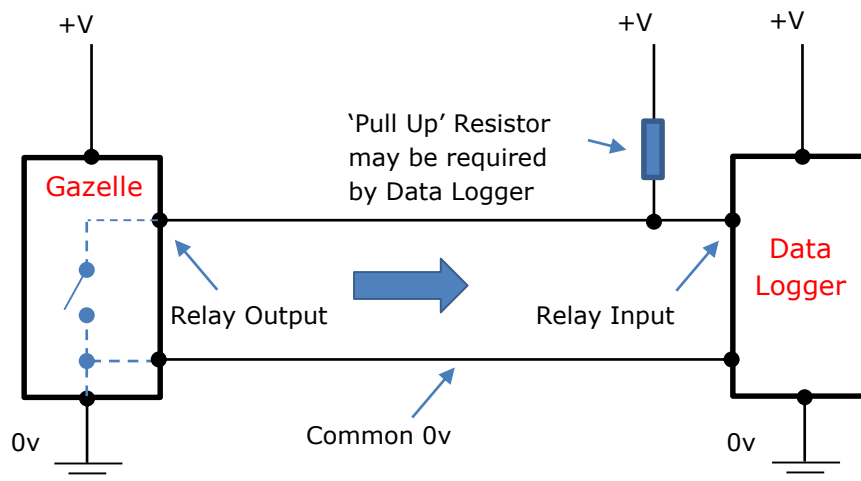 +V
+V
+V
‘Pull Up’ Resistor
may be required
by Data Logger
Gazelle
Data
Logger
Relay Output
Relay Input
Common 0v
0v
0v